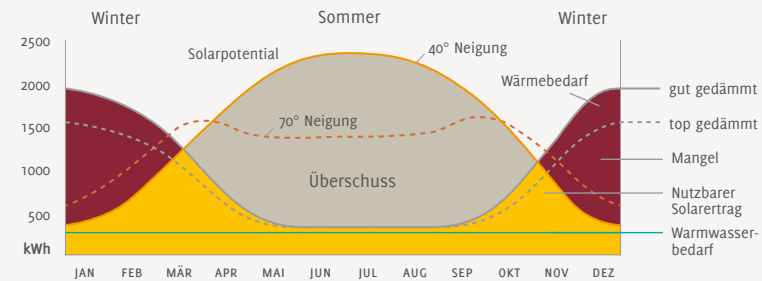 Winter
Sommer
Winter
2500
2000
1500
1000
500
kWh
Solarpotential
40° Neigung
70° Neigung
Überschuss
Wärmebedarf
gut gedämmt
top gedämmt
Mangel
Nutzbarer
Solarertrag
Warmwasser-
bedarf
JAN FEB MÄR APR MAI JUN JUL AUG SEP OKT NOV DEZ